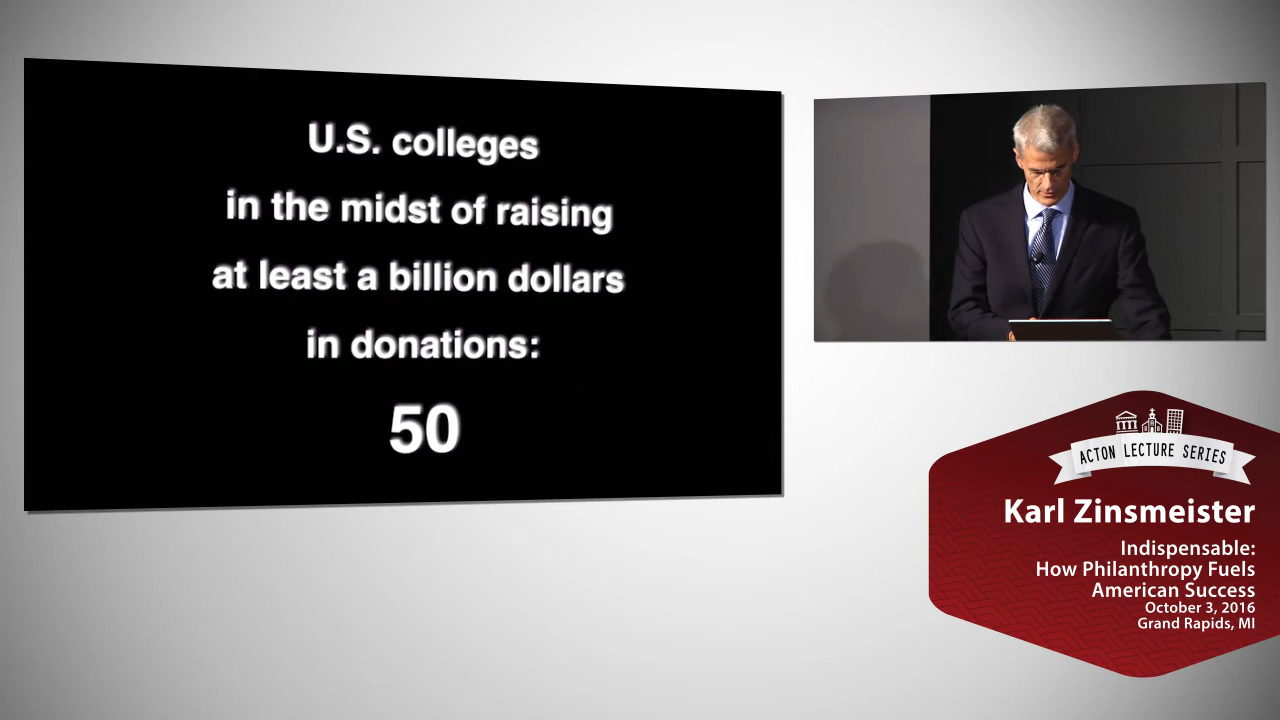 U.S. colleges
in the midst of raising
at least a billion dollars
in donations:
50
ACTON LECTURE SERIES
Karl Zinsmeister
Indispensable:
How Philanthropy Fuels
American Success
October 3, 2016
Grand Rapids, MI